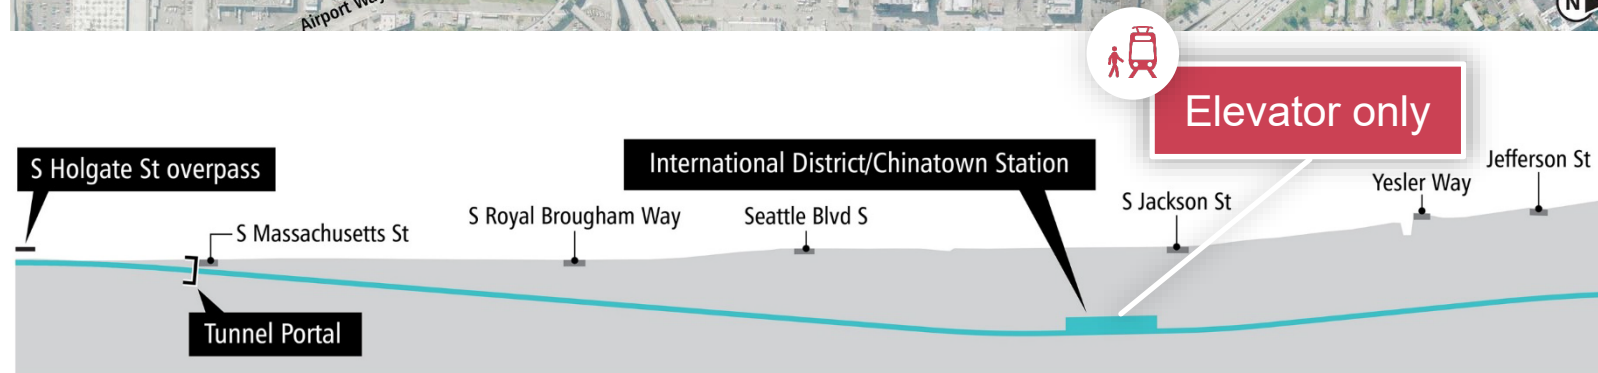 Airport Way
N
Elevator only
S Holgate St overpass
International District/Chinatown Station
Jefferson St
Yesler Way
S Jackson St
S Royal Brougham Way
Seattle Blvd S
S Massachusetts St
Tunnel Portal